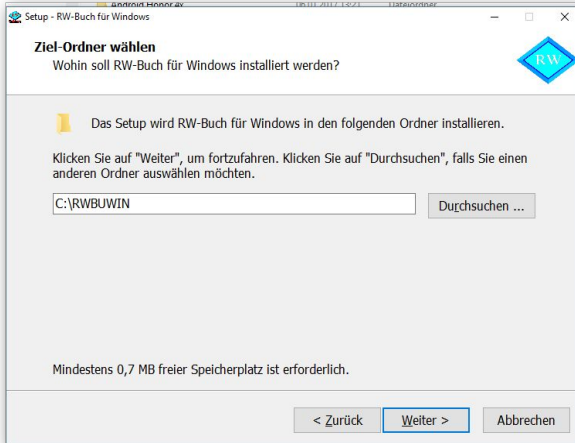 Android Honor 4x 16.01.2017 13:27 Dateiordner
Setup - RW-Buch für Windows
Ziel-Ordner wählen
Wohin soll RW-Buch für Windows installiert werden?
RW
Das Setup wird RW-Buch für Windows in den folgenden Ordner installieren.
Klicken Sie auf "Weiter", um fortzufahren. Klicken Sie auf "Durchsuchen", falls Sie einen
anderen Ordner auswählen möchten.
C:\RWBUWIN
Durchsuchen ...
Mindestens 0,7 MB freier Speicherplatz ist erforderlich.
< Zurück
Weiter >
Abbrechen